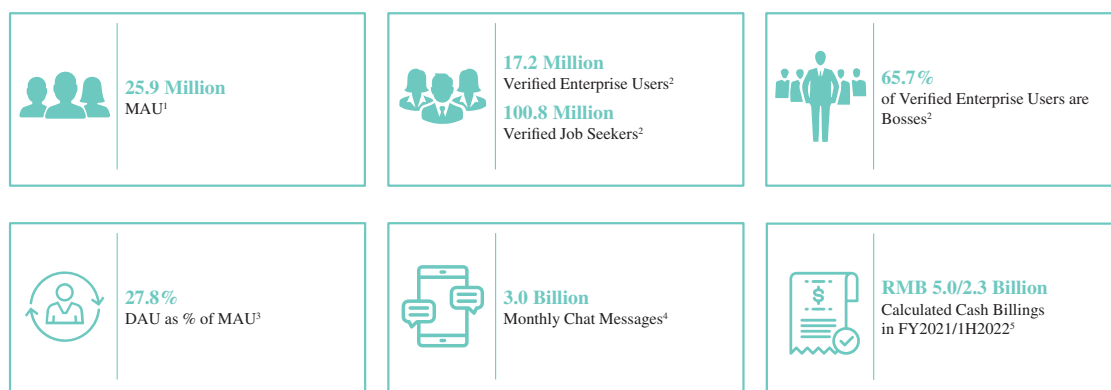 25.9 Million
MAU¹
17.2 Million
Verified Enterprise Users²
100.8 Million
Verified Job Seekers²
65.7%
of Verified Enterprise Users are
Bosses²
27.8%
DAU as % of MAU³
3.0 Billion
Monthly Chat Messages⁴
$
RMB 5.0/2.3 Billion
Calculated Cash Billings
in FY2021/1H2022⁵